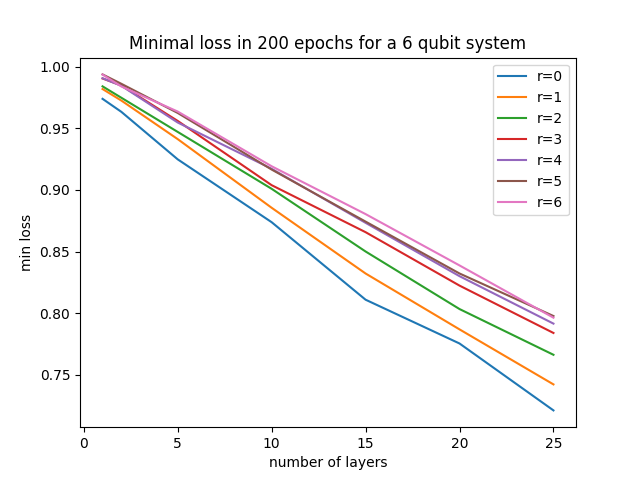 Minimal loss in 200 epochs for a 6 qubit system
1.00
0.95
0.90
0.85
0.80
0.75
min loss
r=0
r=1
r=2
r=3
r=4
r=5
r=6
0 5 10 15 20 25
number of layers